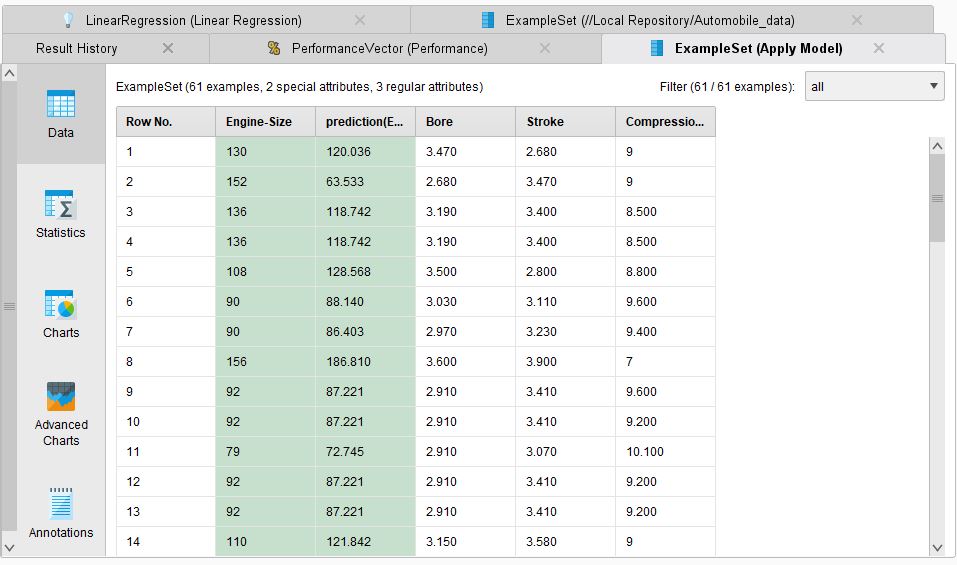 LinearRegression (Linear Regression) ExampleSet (//Local Repository/Automobile_data)
Result History PerformanceVector (Performance) ExampleSet (Apply Model)
ExampleSet (61 examples, 2 special attributes, 3 regular attributes) Filter (61 / 61 examples): all
Data
Statistics
Charts
Advanced
Charts
Annotations
Row No. Engine-Size prediction(E... Bore Stroke Compressio...
1 130 120.036 3.470 2.680 9
2 152 63.533 2.680 3.470 9
3 136 118.742 3.190 3.400 8.500
4 136 118.742 3.190 3.400 8.500
5 108 128.568 3.500 2.800 8.800
6 90 88.140 3.030 3.110 9.600
7 90 86.403 2.970 3.230 9.400
8 156 186.810 3.600 3.900 7
9 92 87.221 2.910 3.410 9.600
10 92 87.221 2.910 3.410 9.200
11 79 72.745 2.910 3.070 10.100
12 92 87.221 2.910 3.410 9.200
13 92 87.221 2.910 3.410 9.200
14 110 121.842 3.150 3.580 9